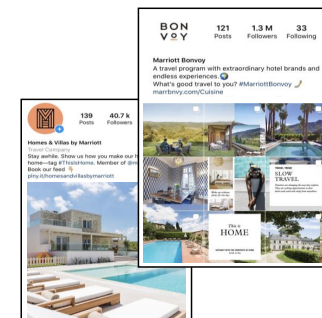 BON
VOY
121 1.3 M 33
Posts Followers Following
Marriott Bonvoy
A travel program with extraordinary hotel brands and
endless experiences.
What's good travel to you? #MarriottBonvoy
marrbnvy.com/Cuisine
SLOW
TRAVEL
This is
HOME
139 40.7 k
Posts Followers
Homes & Villas by Marriott
Travel Company
Stay awhile. Show us how you make our h
home—tag #ThisIsHome. Member of @m
Book our feed
piny.it/homesandvillasbymarriott